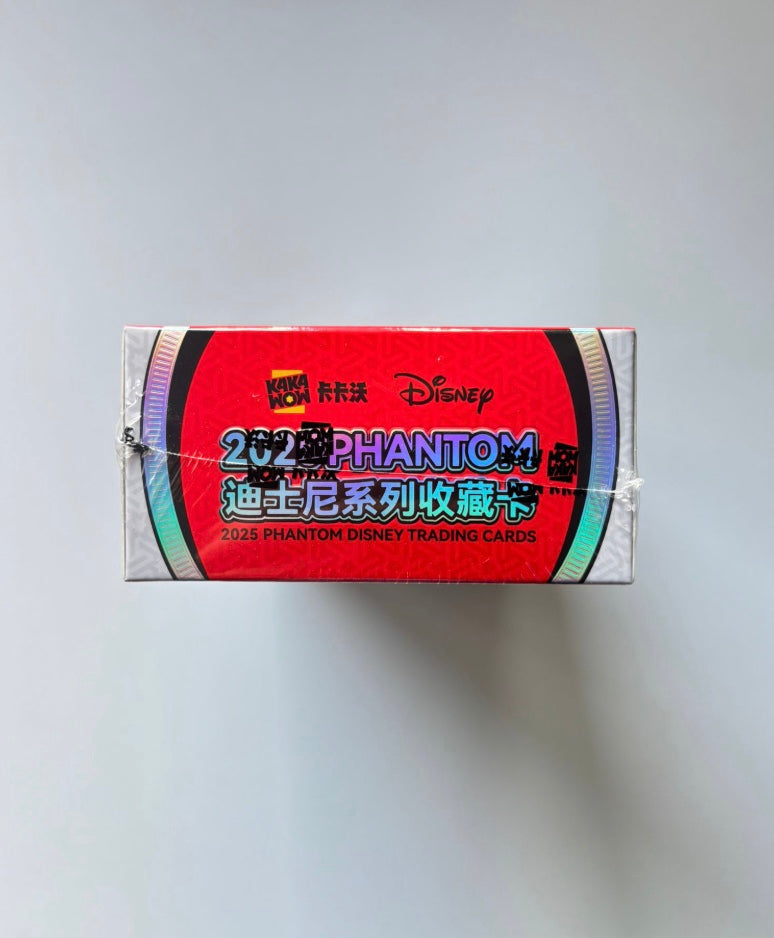 KAKA WOW 卡卡沃 Disney
2025 PHANTOM
迪士尼系列收藏卡
2025 PHANTOM DISNEY TRADING CARDS